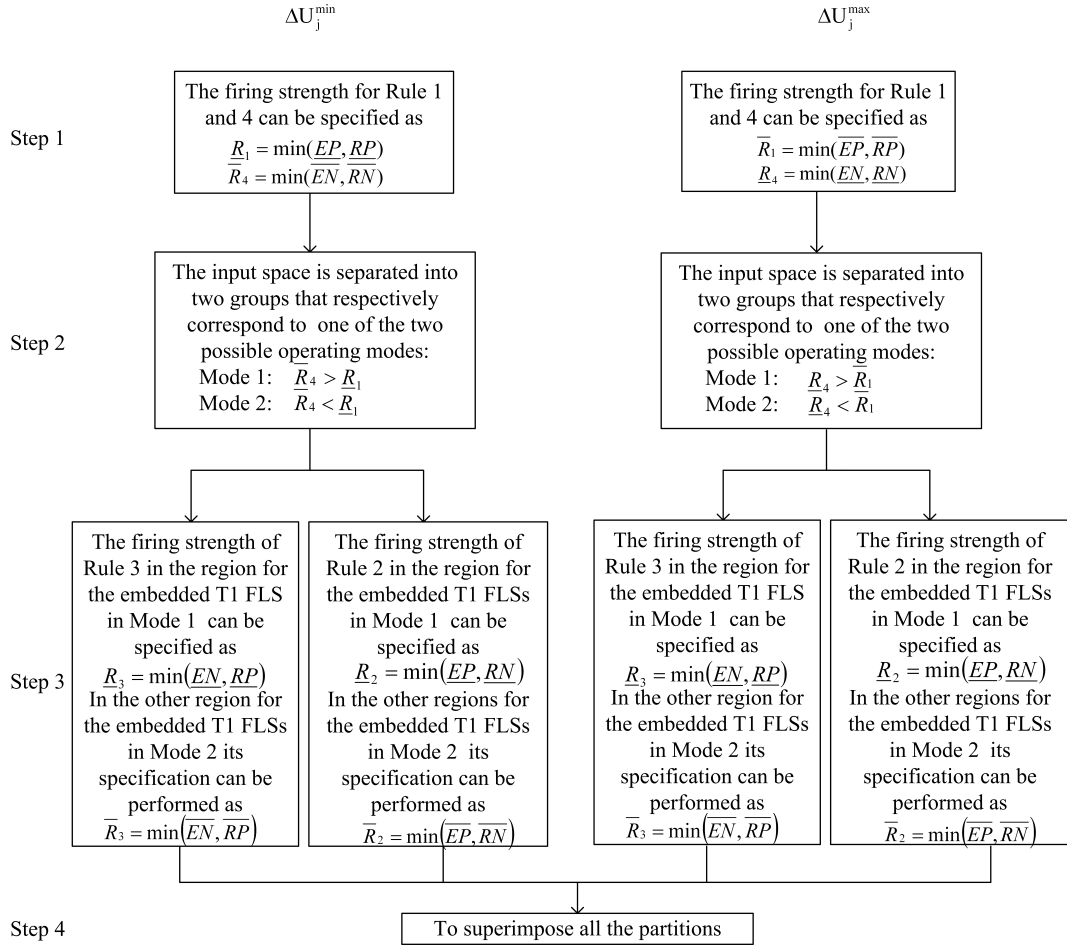 ΔU_j^min
ΔU_j^max
Step 1
The firing strength for Rule 1
and 4 can be specified as
R̲₁ = min(E̲P̲, R̲P̲)
R̅₄ = min(E̅N̅, R̅N̅)
The firing strength for Rule 1
and 4 can be specified as
R̅₁ = min(E̅P̅, R̅P̅)
R̲₄ = min(E̲N̲, R̲N̲)
Step 2
The input space is separated into
two groups that respectively
correspond to one of the two
possible operating modes:
Mode 1: R̅₄ > R̲₁
Mode 2: R̅₄ < R̲₁
The input space is separated into
two groups that respectively
correspond to one of the two
possible operating modes:
Mode 1: R̲₄ > R̅₁
Mode 2: R̲₄ < R̅₁
Step 3
The firing strength of
Rule 3 in the region for
the embedded T1 FLS
in Mode 1 can be
specified as
R̲₃ = min(E̲N̲, R̲P̲)
In the other region for
the embedded T1 FLSs
in Mode 2 its
specification can be
performed as
R̅₃ = min(E̅N̅, R̅P̅)
The firing strength of
Rule 2 in the region for
the embedded T1 FLSs
in Mode 1 can be
specified as
R̲₂ = min(E̲P̲, R̲N̲)
In the other regions for
the embedded T1 FLSs
in Mode 2 its
specification can be
performed as
R̅₂ = min(E̅P̅, R̅N̅)
The firing strength of
Rule 3 in the region for
the embedded T1 FLS
in Mode 1 can be
specified as
R̲₃ = min(E̲N̲, R̲P̲)
In the other region for
the embedded T1 FLSs
in Mode 2 its
specification can be
performed as
R̅₃ = min(E̅N̅, R̅P̅)
The firing strength of
Rule 2 in the region for
the embedded T1 FLSs
in Mode 1 can be
specified as
R̲₂ = min(E̲P̲, R̲N̲)
In the other regions for
the embedded T1 FLSs
in Mode 2 its
specification can be
performed as
R̅₂ = min(E̅P̅, R̅N̅)
Step 4
To superimpose all the partitions